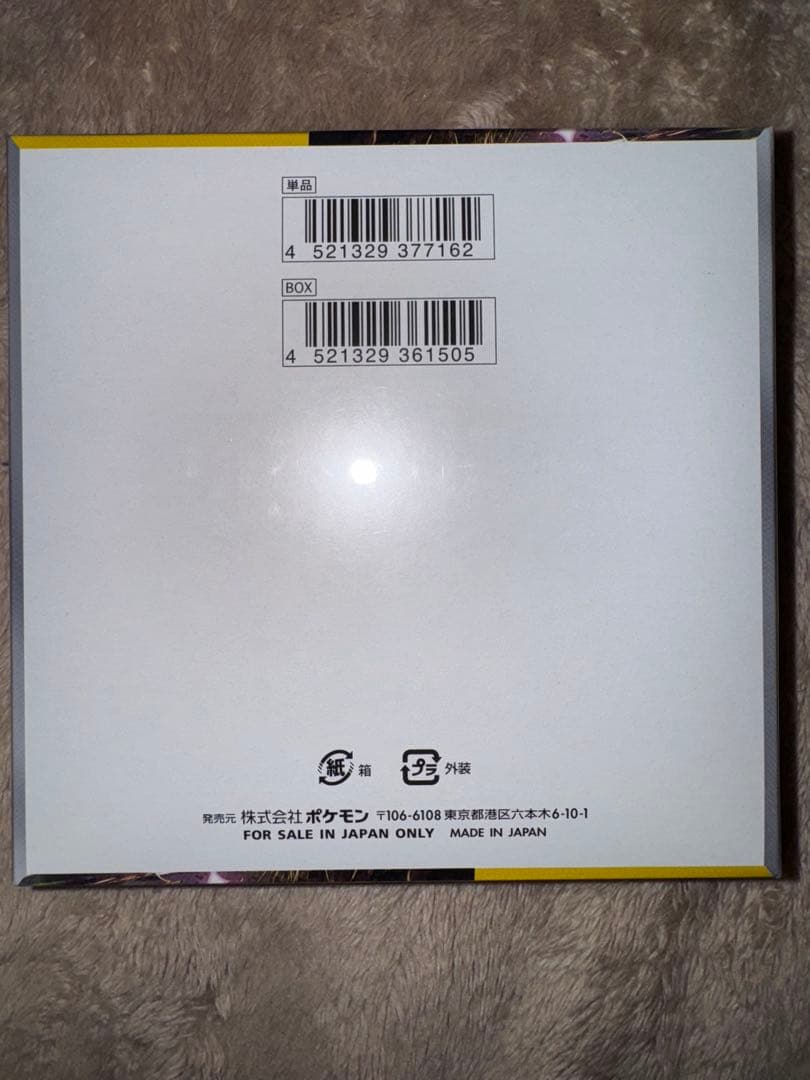 単品
4 521329 377162
BOX
4 521329 361505
紙 箱 プラ 外装
発売元 株式会社ポケモン 〒106-6108 東京都港区六本木6-10-1
FOR SALE IN JAPAN ONLY MADE IN JAPAN